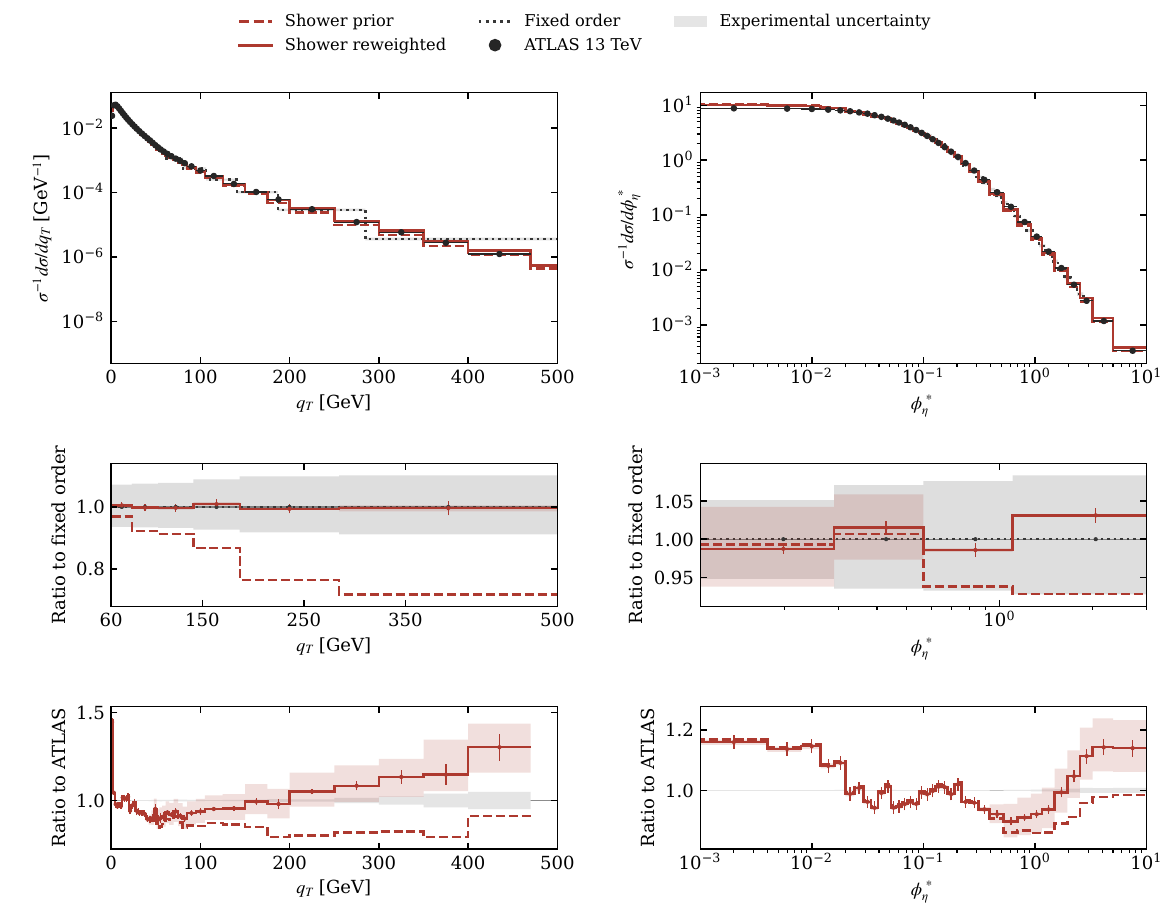 Shower prior
Shower reweighted
Fixed order
ATLAS 13 TeV
Experimental uncertainty
σ⁻¹dσ/dq_T [GeV⁻¹]
10⁻²
10⁻⁴
10⁻⁶
10⁻⁸
0 100 200 300 400 500
q_T [GeV]
σ⁻¹dσ/dϕ*_η
10¹
10⁰
10⁻¹
10⁻²
10⁻³
10⁻³ 10⁻² 10⁻¹ 10⁰ 10¹
ϕ*_η
Ratio to fixed order
1.0
0.8
60 150 250 350 500
q_T [GeV]
Ratio to fixed order
1.05
1.00
0.95
10⁰
ϕ*_η
Ratio to ATLAS
1.5
1.0
0 100 200 300 400 500
q_T [GeV]
Ratio to ATLAS
1.2
1.0
10⁻³ 10⁻² 10⁻¹ 10⁰ 10¹
ϕ*_η